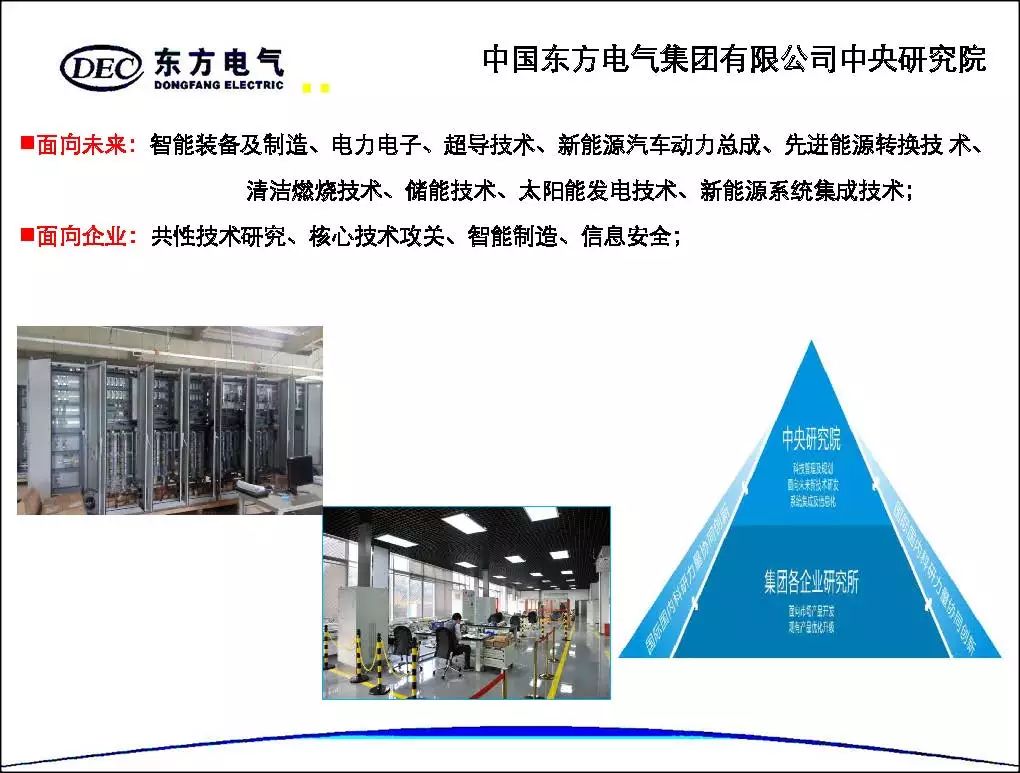 DEC 东方电气
DONGFANG ELECTRIC
中国东方电气集团有限公司中央研究院
面向未来：智能装备及制造、电力电子、超导技术、新能源汽车动力总成、先进能源转换技 术、
清洁燃烧技术、储能技术、太阳能发电技术、新能源系统集成技术；
面向企业：共性技术研究、核心技术攻关、智能制造、信息安全；
中央研究院
科技管理及规划
面向未来新技术研发
系统集成及信息化
集团各企业研究所
面向市场产品开发
现有产品优化升级
国际国内科研力量协同创新
国际国内科研力量协同创新